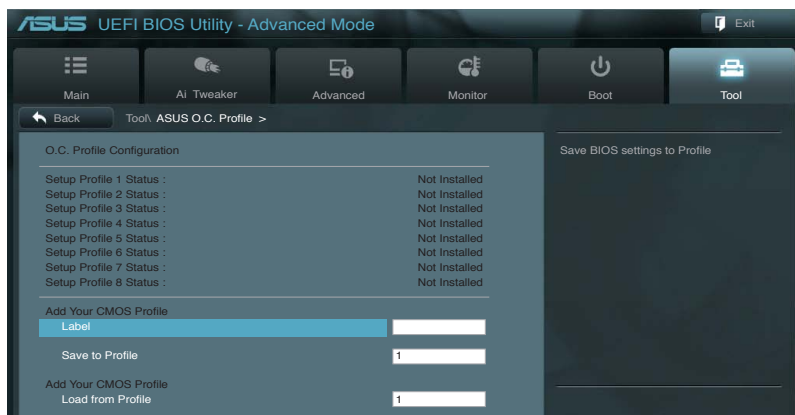 ASUS UEFI BIOS Utility - Advanced Mode
Exit
Main
Ai Tweaker
Advanced
Monitor
Boot
Tool
Back
Tool\ ASUS O.C. Profile >
O.C. Profile Configuration
Save BIOS settings to Profile
Setup Profile 1 Status : Not Installed
Setup Profile 2 Status : Not Installed
Setup Profile 3 Status : Not Installed
Setup Profile 4 Status : Not Installed
Setup Profile 5 Status : Not Installed
Setup Profile 6 Status : Not Installed
Setup Profile 7 Status : Not Installed
Setup Profile 8 Status : Not Installed
Add Your CMOS Profile
Label
Save to Profile 1
Add Your CMOS Profile
Load from Profile 1